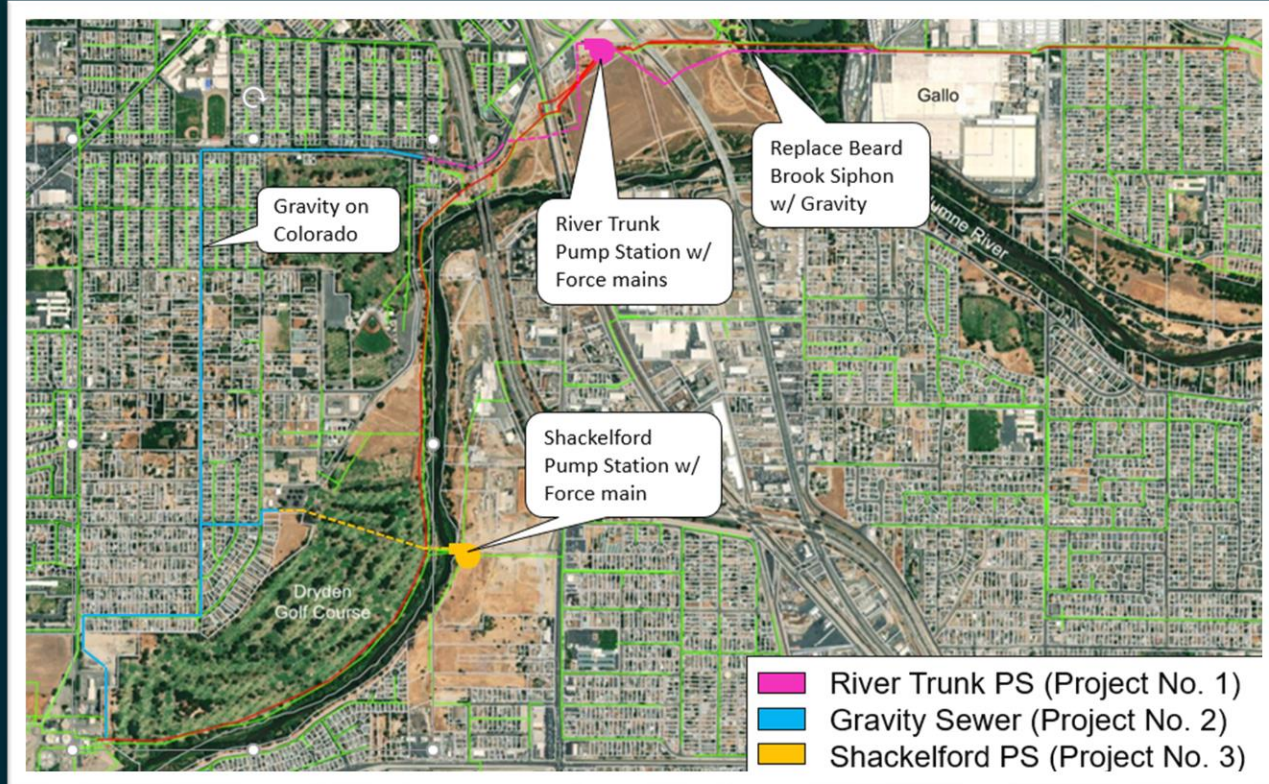 Gallo
Replace Beard
Brook Siphon
w/ Gravity
Gravity on
Colorado
River Trunk
Pump Station w/
Force mains
River
Shackelford
Pump Station w/
Force main
Dryden
Golf Course
River Trunk PS (Project No. 1)
Gravity Sewer (Project No. 2)
Shackelford PS (Project No. 3)